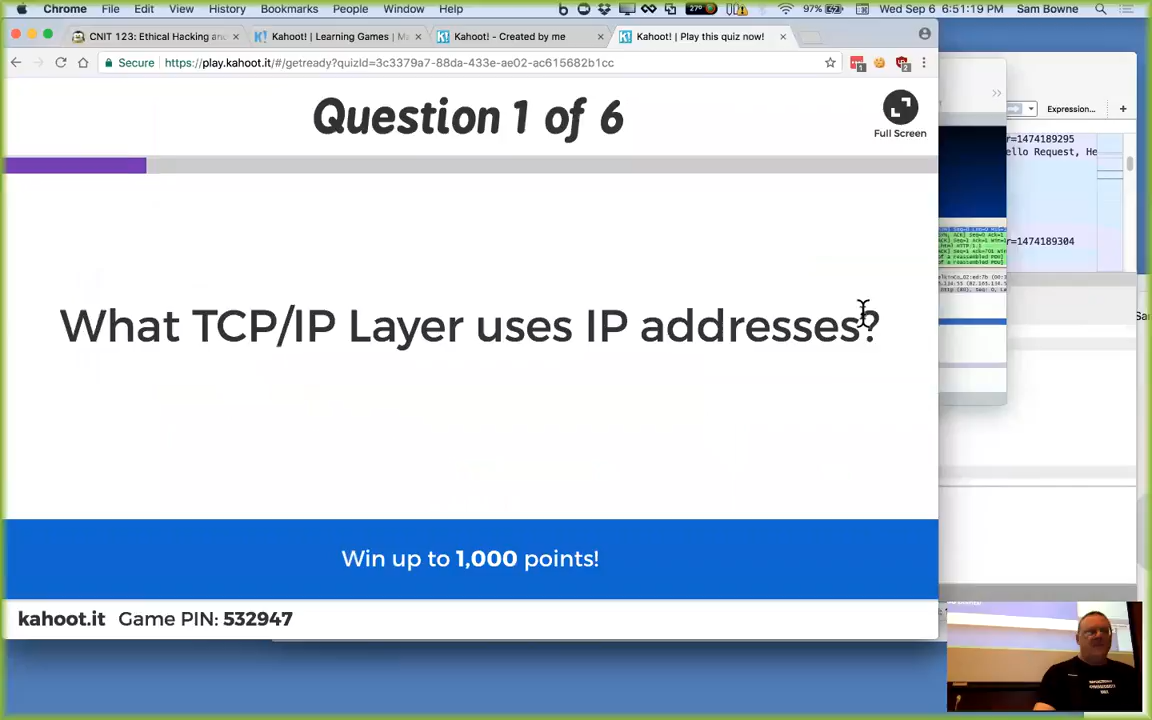 Chrome File Edit View History Bookmarks People Window Help 27° 97% Wed Sep 6 6:51:19 PM Sam Bowne
CNIT 123: Ethical Hacking an × Kahoot! | Learning Games | M × Kahoot! - Created by me × Kahoot! | Play this quiz now! ×
Secure https://play.kahoot.it/#/getready?quizId=3c3379a7-88da-433e-ae02-ac615682b1cc
Question 1 of 6
Full Screen
Expression... +
r=1474189295
ello Request, He
r=1474189304
What TCP/IP Layer uses IP addresses?
Sa
Win up to 1,000 points!
kahoot.it Game PIN: 532947